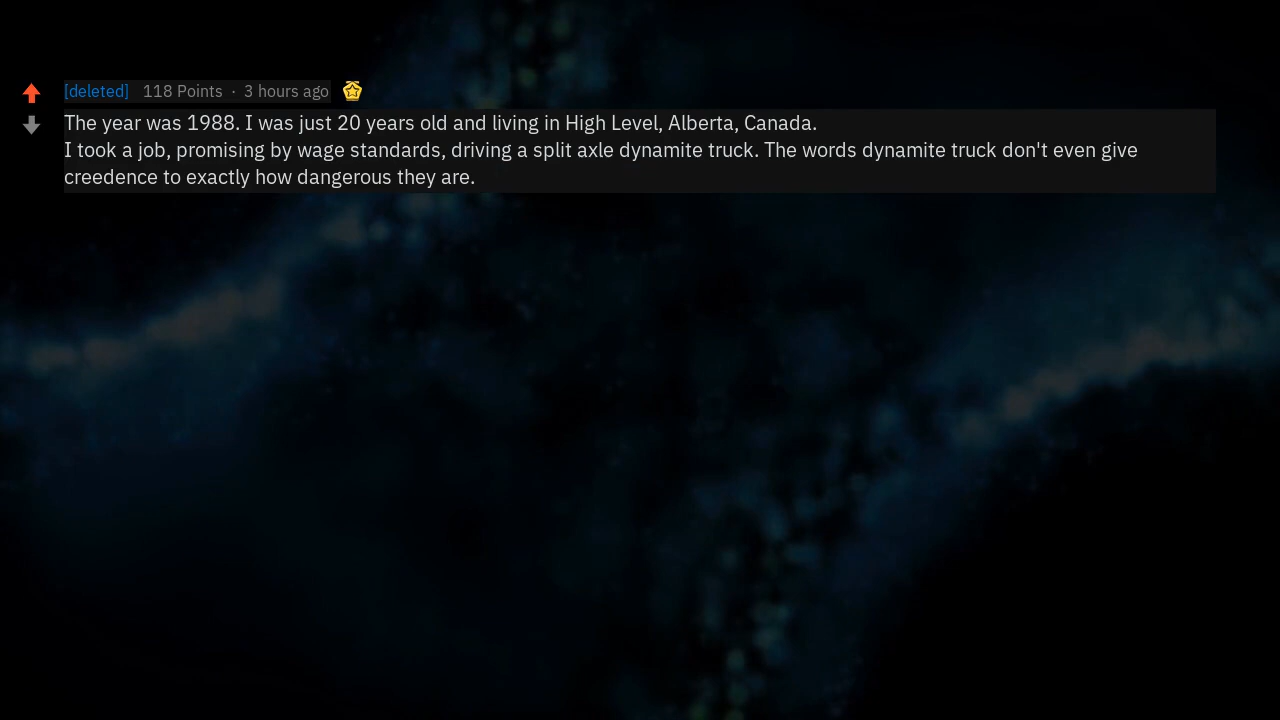 [deleted] 118 Points · 3 hours ago
The year was 1988. I was just 20 years old and living in High Level, Alberta, Canada.
I took a job, promising by wage standards, driving a split axle dynamite truck. The words dynamite truck don't even give
creedence to exactly how dangerous they are.